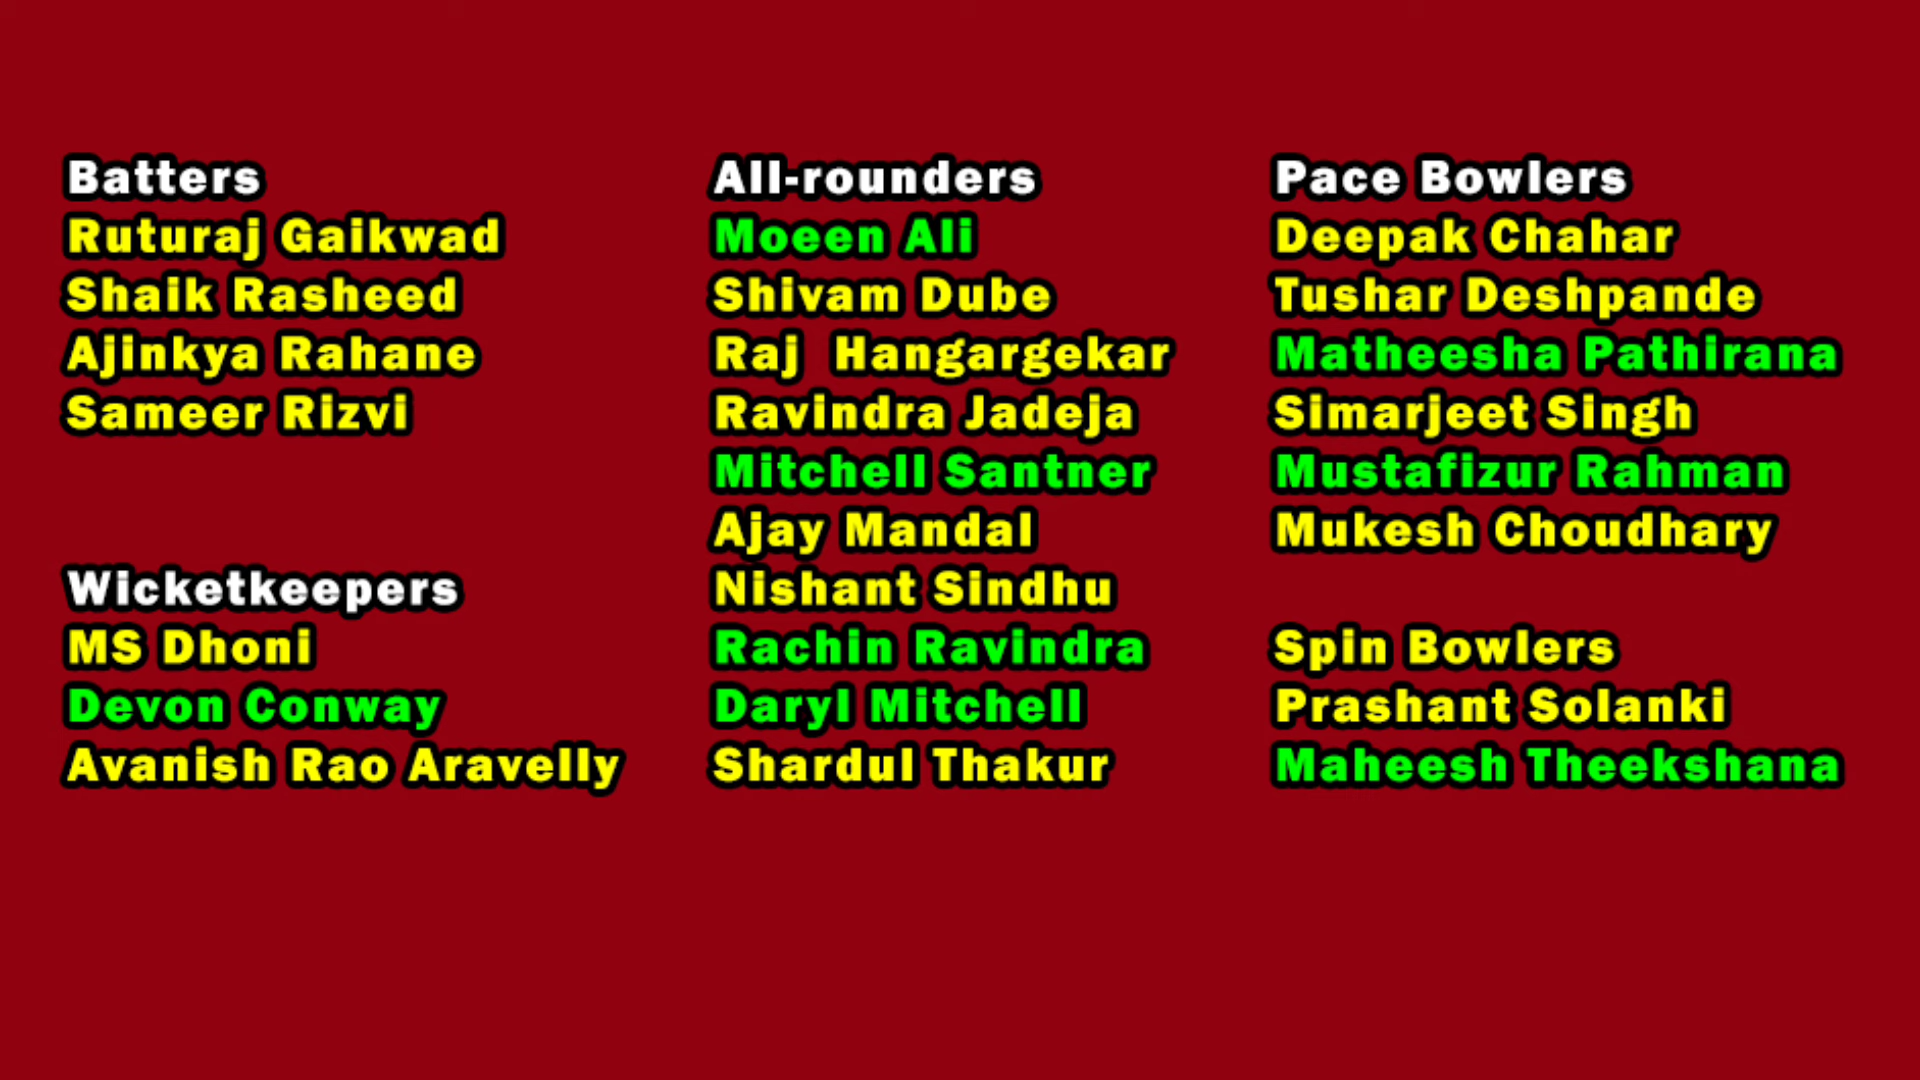 Batters
Ruturaj Gaikwad
Shaik Rasheed
Ajinkya Rahane
Sameer Rizvi
Wicketkeepers
MS Dhoni
Devon Conway
Avanish Rao Aravelly
All-rounders
Moeen Ali
Shivam Dube
Raj Hangargekar
Ravindra Jadeja
Mitchell Santner
Ajay Mandal
Nishant Sindhu
Rachin Ravindra
Daryl Mitchell
Shardul Thakur
Pace Bowlers
Deepak Chahar
Tushar Deshpande
Matheesha Pathirana
Simarjeet Singh
Mustafizur Rahman
Mukesh Choudhary
Spin Bowlers
Prashant Solanki
Maheesh Theekshana